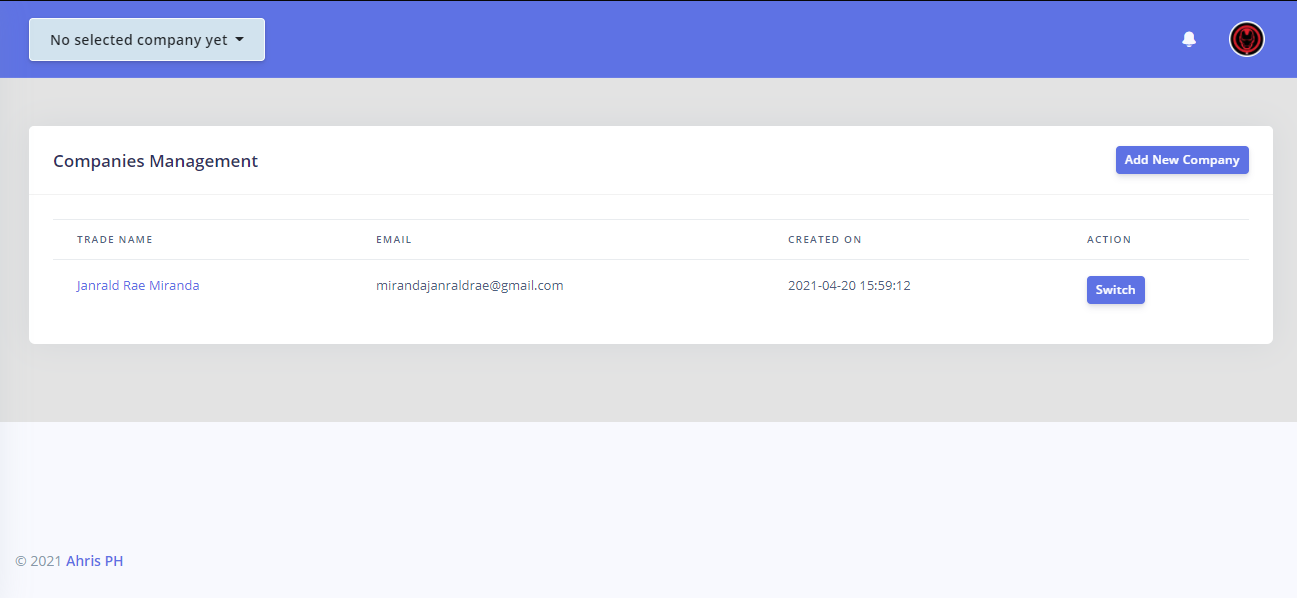 No selected company yet
Companies Management
Add New Company
TRADE NAME EMAIL CREATED ON ACTION
Janrald Rae Miranda mirandajanraldrae@gmail.com 2021-04-20 15:59:12 Switch
© 2021 Ahris PH